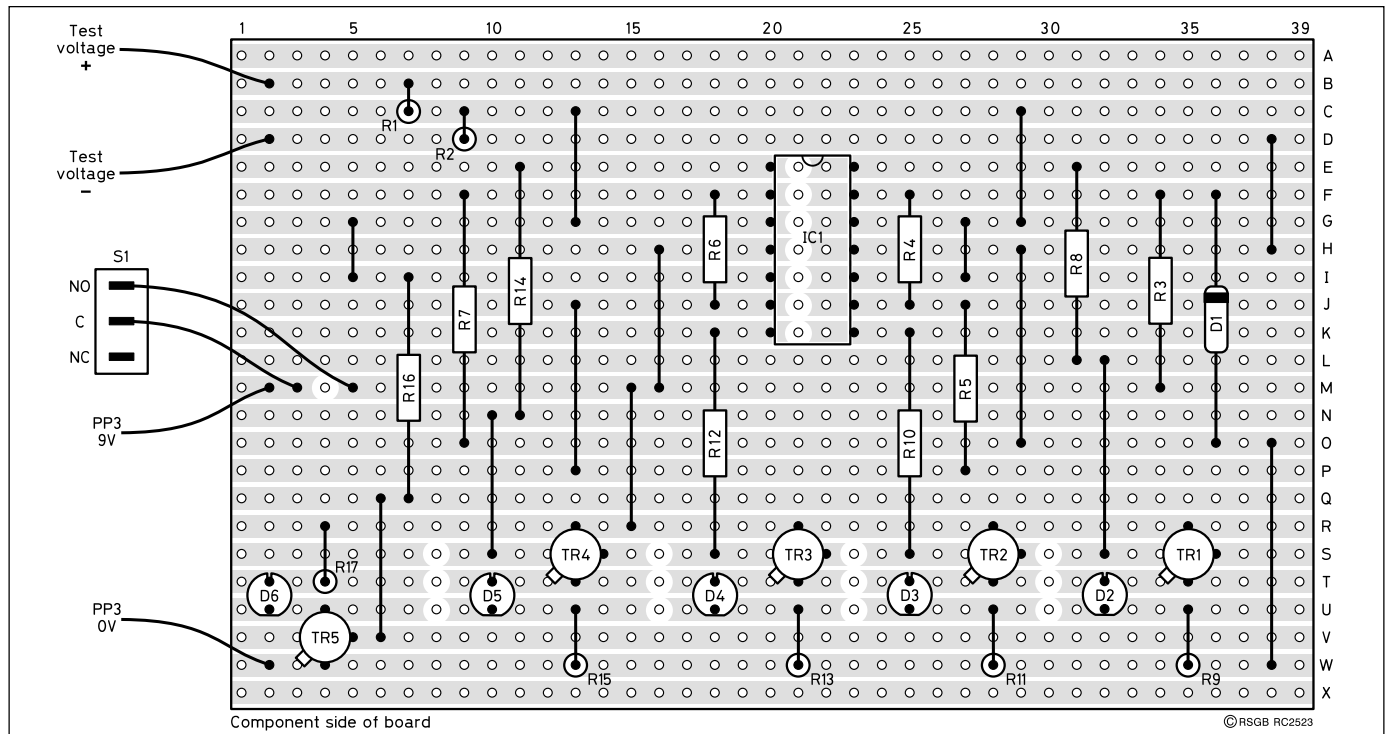 1 5 10 15 20 25 30 35 39
Test
voltage
+
A
B
C
R1
D
R2
Test
voltage
–
E
F
G
IC1
R6
R4
H
S1
R8
NO
I
R14
R3
J
C
R7
D1
K
NC
L
R16
M
R5
PP3
9V
N
R12
R10
O
P
Q
R
TR4
TR3
TR2
TR1
S
R17
T
D6
D5
D4
D3
D2
U
PP3
0V
TR5
V
W
R15
R13
R11
R9
X
Component side of board
©RSGB RC2523